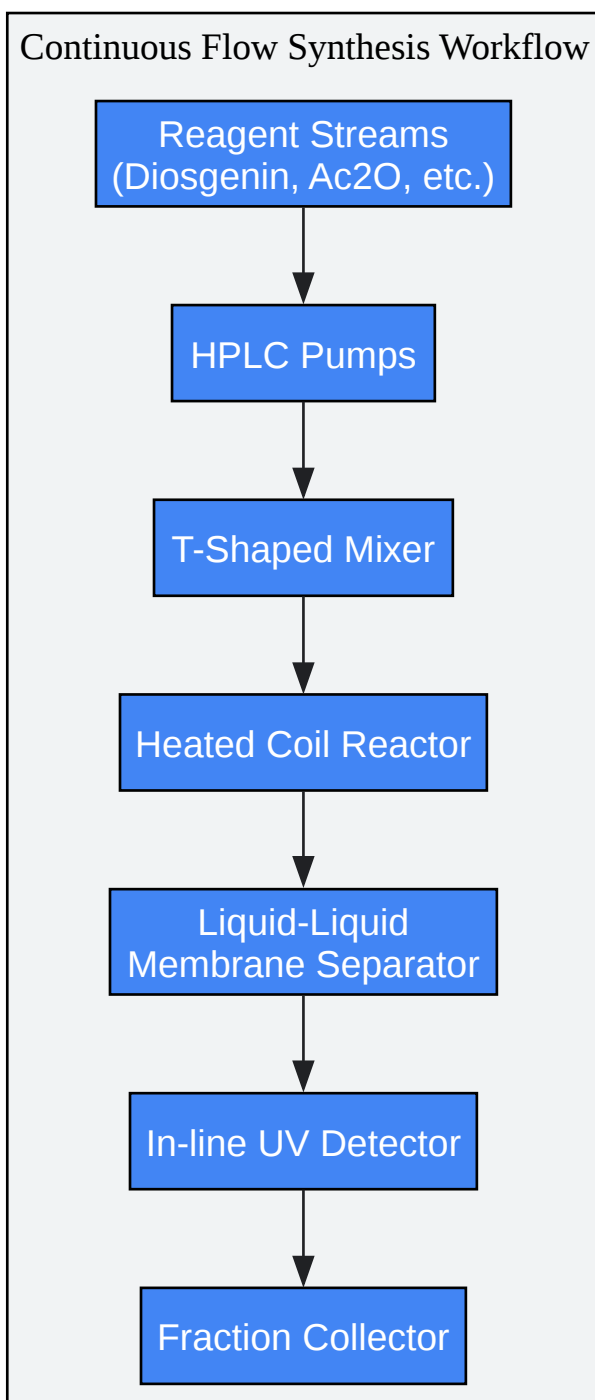 Continuous Flow Synthesis Workflow
Reagent Streams
(Diosgenin, Ac2O, etc.)
HPLC Pumps
T-Shaped Mixer
Heated Coil Reactor
Liquid-Liquid
Membrane Separator
In-line UV Detector
Fraction Collector